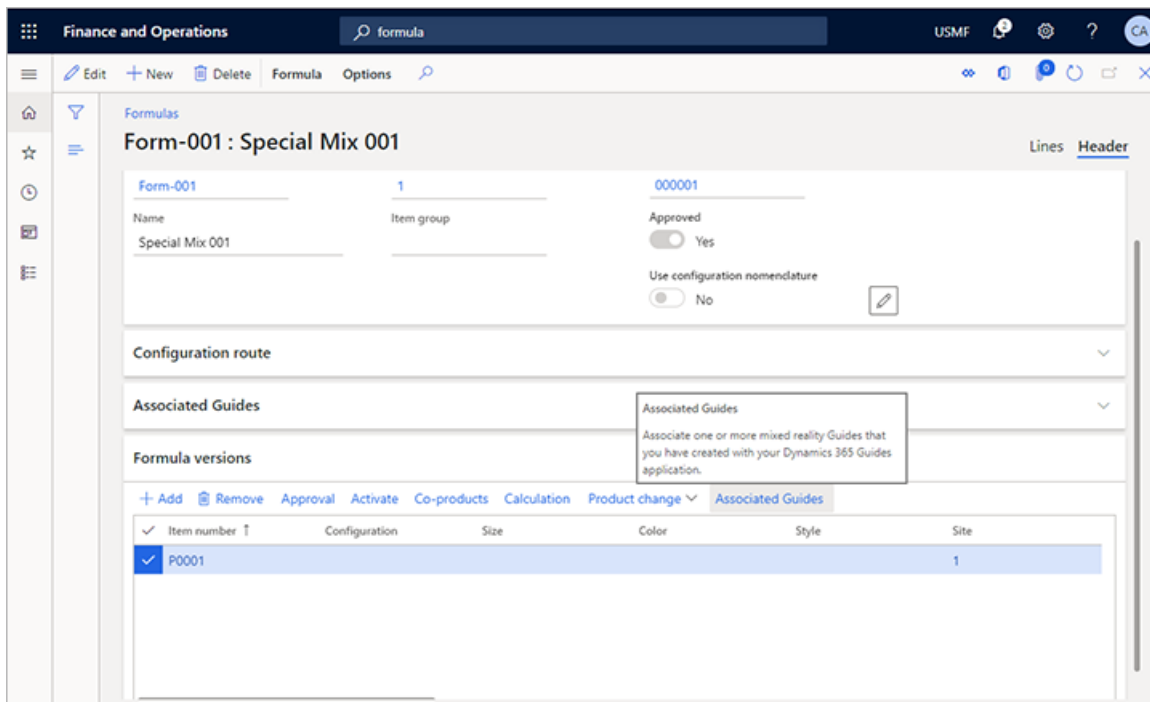 Finance and Operations
formula
USMF
2
?
CA
Edit
New
Delete
Formula
Options
0
Formulas
Form-001 : Special Mix 001
Lines
Header
Form-001
1
000001
Name
Item group
Approved
Special Mix 001
Yes
Use configuration nomenclature
No
Configuration route
Associated Guides
Associated Guides
Associate one or more mixed reality Guides that
you have created with your Dynamics 365 Guides
application.
Formula versions
Add
Remove
Approval
Activate
Co-products
Calculation
Product change
Associated Guides
Item number ↑
Configuration
Size
Color
Style
Site
P0001
1